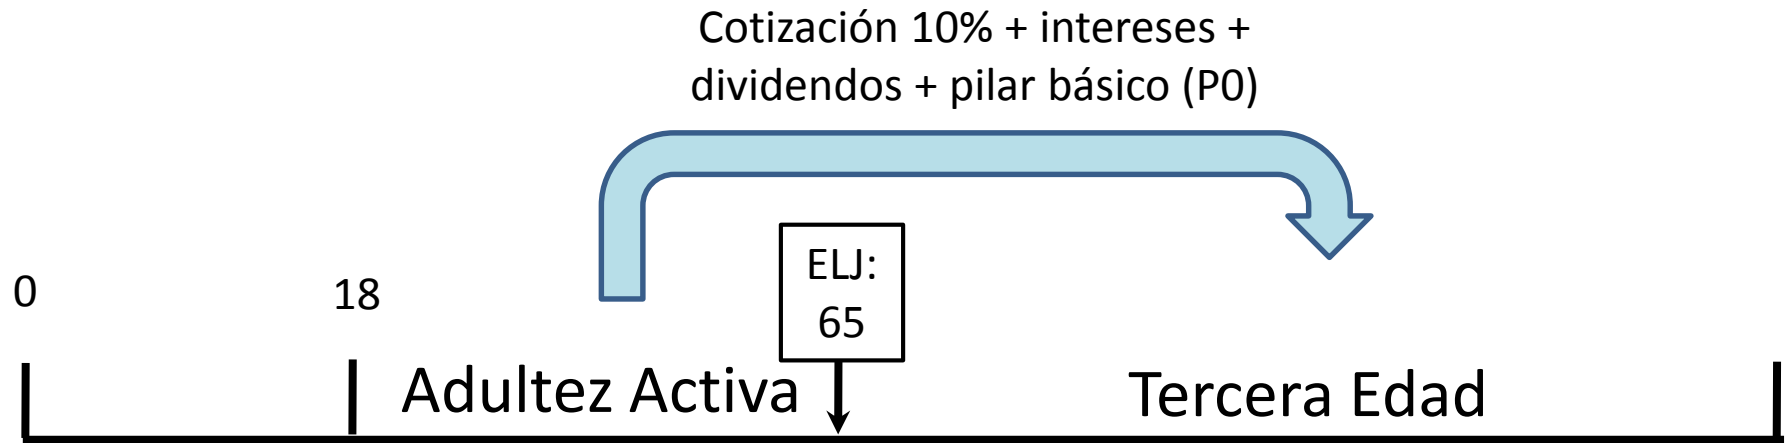 Cotización 10% + intereses +
dividendos + pilar básico (P0)
ELJ:
65
0
18
Adultez Activa
Tercera Edad